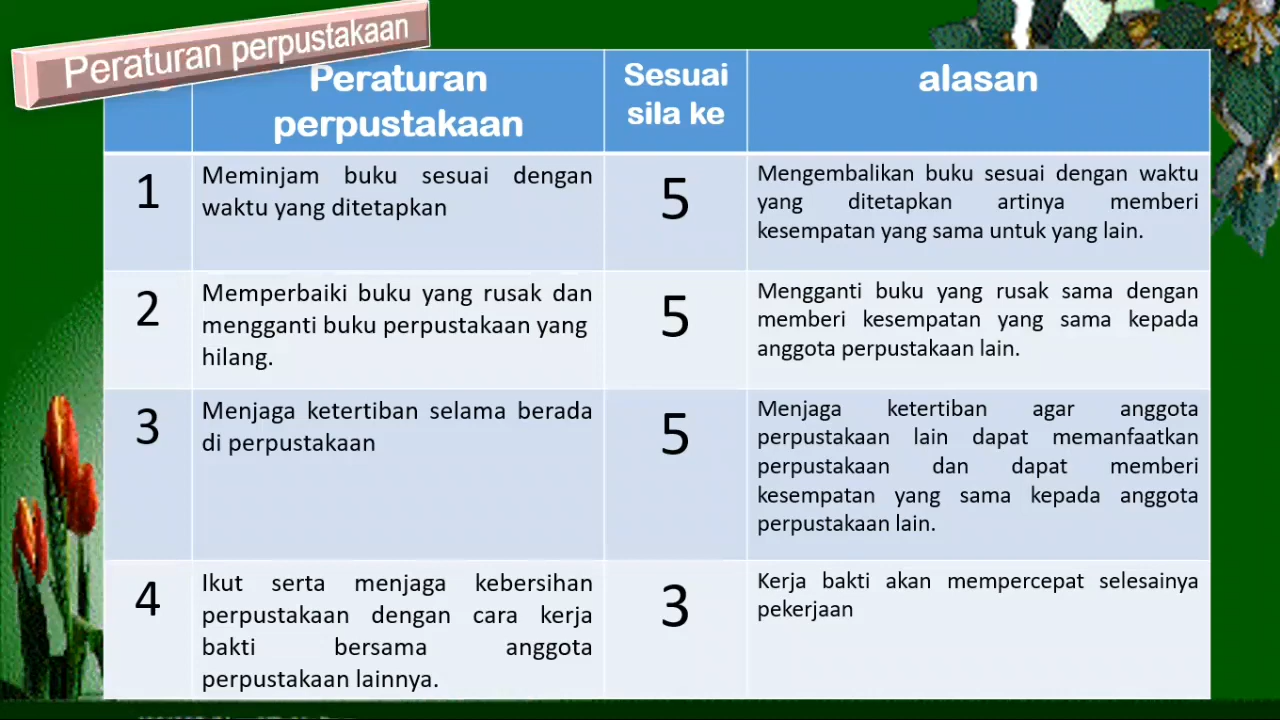 Peraturan perpustakaan
Peraturan
perpustakaan
Sesuai
sila ke
alasan
1
Meminjam buku sesuai dengan
waktu yang ditetapkan
5
Mengembalikan buku sesuai dengan waktu
yang ditetapkan artinya memberi
kesempatan yang sama untuk yang lain.
2
Memperbaiki buku yang rusak dan
mengganti buku perpustakaan yang
hilang.
5
Mengganti buku yang rusak sama dengan
memberi kesempatan yang sama kepada
anggota perpustakaan lain.
3
Menjaga ketertiban selama berada
di perpustakaan
5
Menjaga ketertiban agar anggota
perpustakaan lain dapat memanfaatkan
perpustakaan dan dapat memberi
kesempatan yang sama kepada anggota
perpustakaan lain.
4
Ikut serta menjaga kebersihan
perpustakaan dengan cara kerja
bakti bersama anggota
perpustakaan lainnya.
3
Kerja bakti akan mempercepat selesainya
pekerjaan